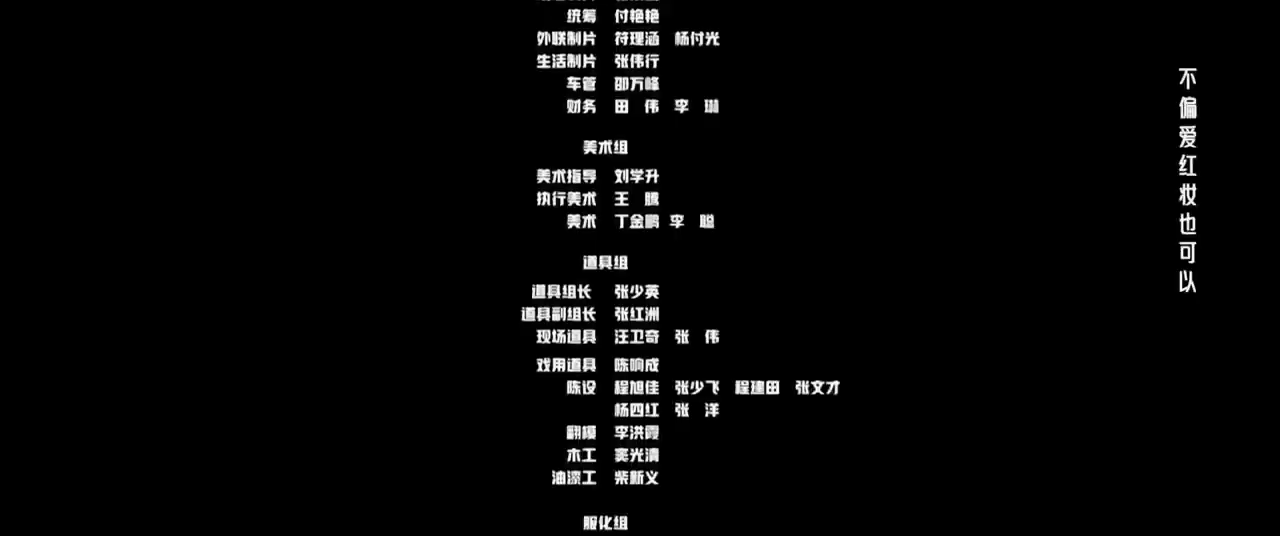 统筹 付艳艳
外联制片 符理涵 杨付光
生活制片 张伟行
车管 邵万峰
财务 田 伟 李 琳
美术组
美术指导 刘学升
执行美术 王 腾
美术 丁金鹏 李 聪
道具组
道具组长 张少英
道具副组长 张红洲
现场道具 汪卫奇 张 伟
戏用道具 陈响成
陈设 程旭佳 张少飞 程建田 张文才
杨四红 张 洋
翻模 李洪霞
木工 窦光清
油漆工 柴新义
服化组
不偏爱红妆也可以